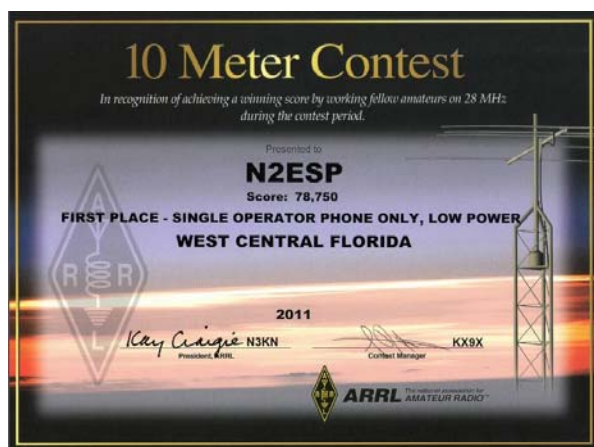 10 Meter Contest
In recognition of achieving a winning score by working fellow amateurs on 28 MHz
during the contest period.
Presented to
N2ESP
Score: 78,750
FIRST PLACE - SINGLE OPERATOR PHONE ONLY, LOW POWER
WEST CENTRAL FLORIDA
A
R R
L
2011
Kay Craigie N3KN
KX9X
President, ARRL
Contest Manager
A
R R
L
ARRL The national association for
AMATEUR RADIO™